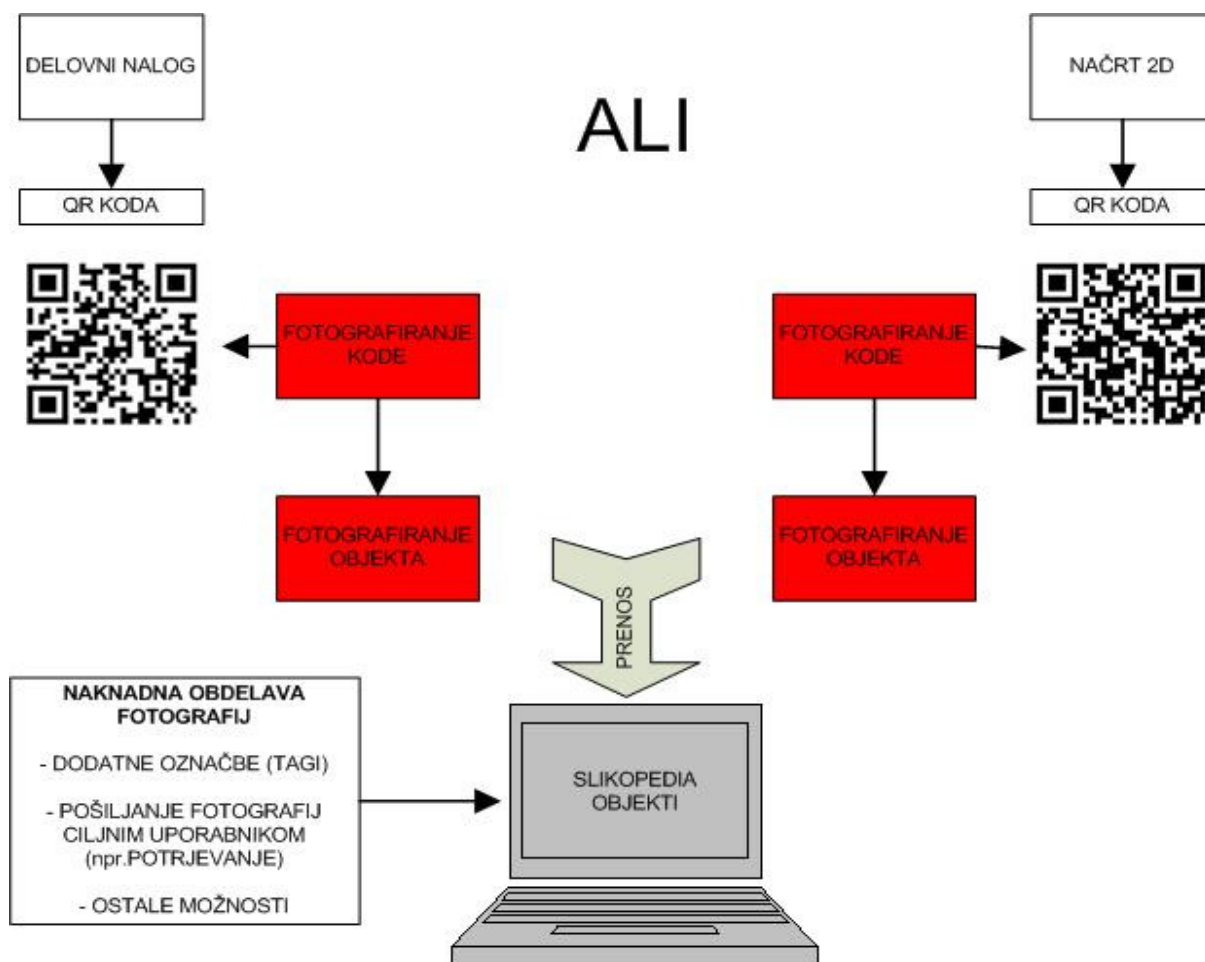 DELOVNI NALOG
QR KODA
ALI
NAČRT 2D
QR KODA
FOTOGRAFIRANJE
KODE
FOTOGRAFIRANJE
OBJEKTA
FOTOGRAFIRANJE
KODE
FOTOGRAFIRANJE
OBJEKTA
PRENOS
NAKNADNA OBDELAVA
FOTOGRAFIJ
- DODATNE OZNAČBE (TAGI)
- POŠILJANJE FOTOGRAFIJ
CILJNIM UPORABNIKOM
(npr.POTRJEVANJE)
- OSTALE MOŽNOSTI
SLIKOPEDIA
OBJEKTI